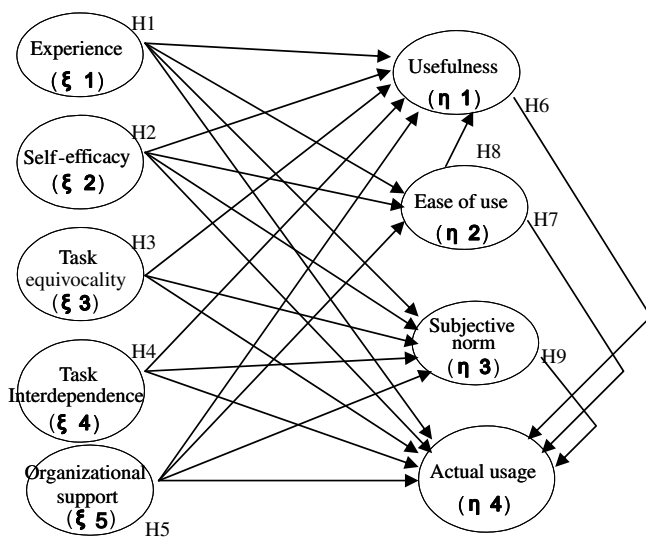 H1
Experience
(ξ 1)
H2
Self-efficacy
(ξ 2)
H3
Task
equivocality
(ξ 3)
H4
Task
Interdependence
(ξ 4)
Organizational
support
(ξ 5)
H5
Usefulness
(η 1)
H6
H8
Ease of use
(η 2)
H7
Subjective
norm
(η 3)
H9
Actual usage
(η 4)